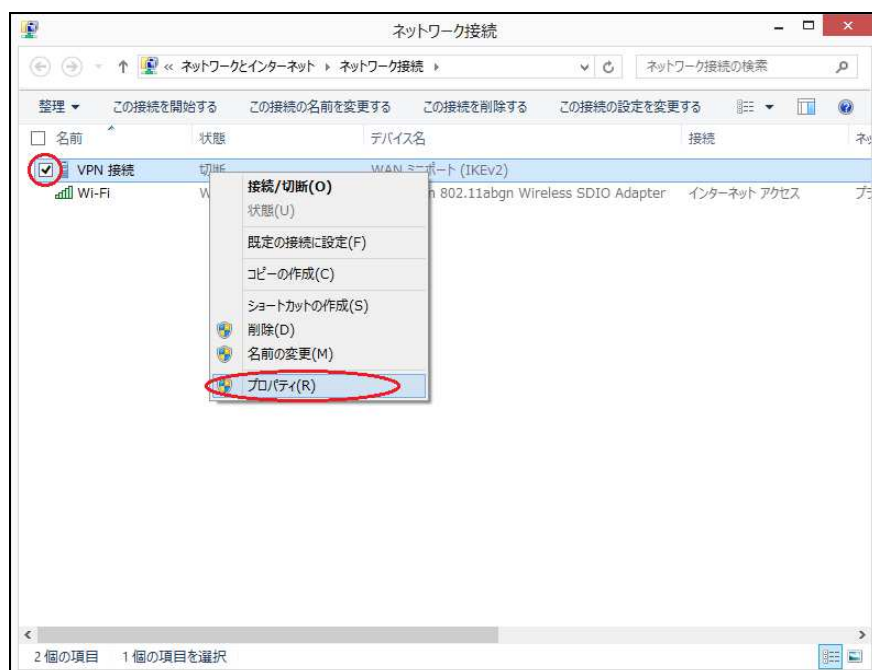 ネットワーク接続
« ネットワークとインターネット ネットワーク接続 ネットワーク接続の検索
整理 この接続を開始する この接続の名前を変更する この接続を削除する この接続の設定を変更する
名前 状態 デバイス名 接続
VPN 接続 切断 WAN ミニポート (IKEv2)
Wi-Fi 802.11abgn Wireless SDIO Adapter インターネット アクセス
接続/切断(O)
状態(U)
既定の接続に設定(F)
コピーの作成(C)
ショートカットの作成(S)
削除(D)
名前の変更(M)
プロパティ(R)
2 個の項目 1 個の項目を選択